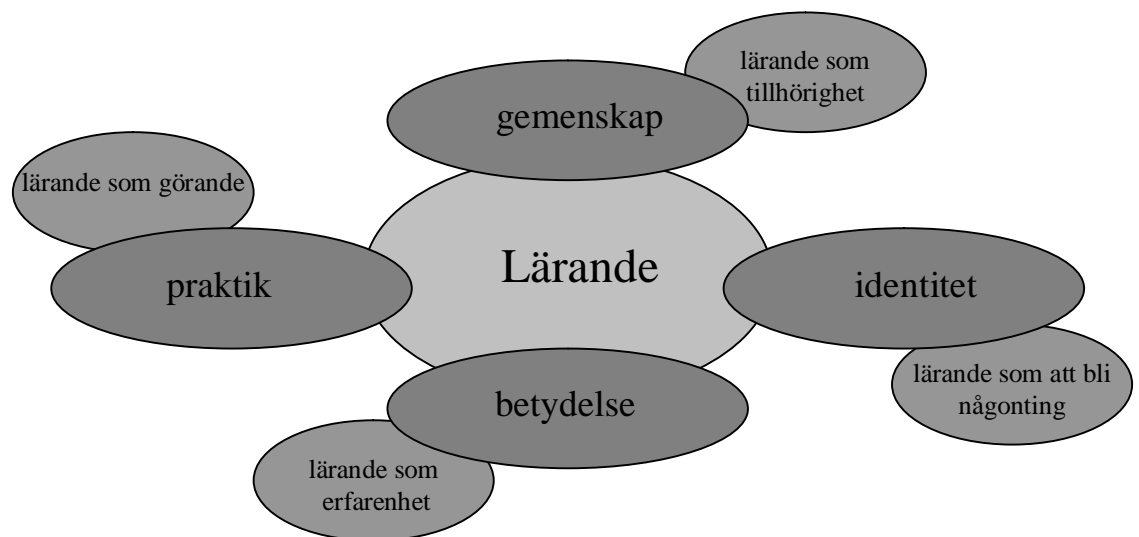 lärande som
tillhörighet
gemenskap
lärande som görande
Lärande
praktik
identitet
lärande som att bli
någonting
betydelse
lärande som
erfarenhet